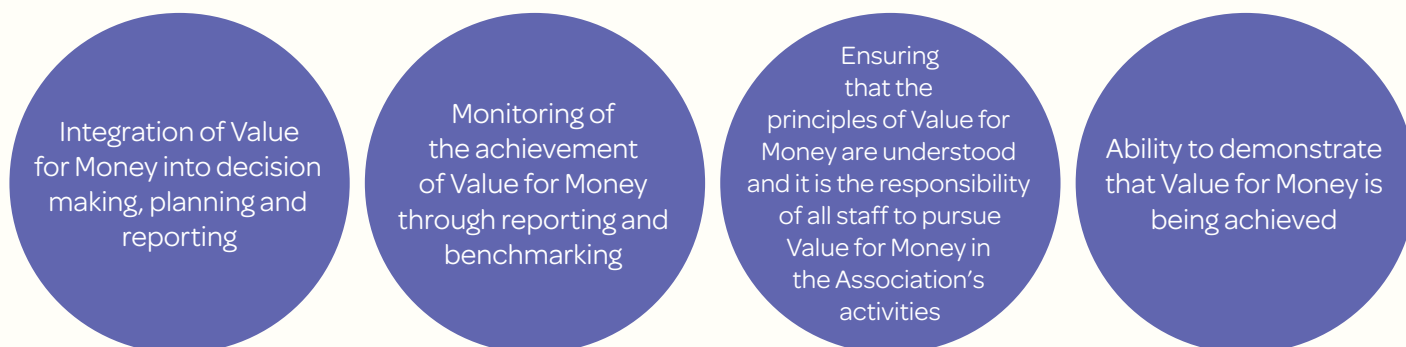 Integration of Value
for Money into decision
making, planning and
reporting
Monitoring of
the achievement
of Value for Money
through reporting and
benchmarking
Ensuring
that the
principles of Value for
Money are understood
and it is the responsibility
of all staff to pursue
Value for Money in
the Association’s
activities
Ability to demonstrate
that Value for Money is
being achieved